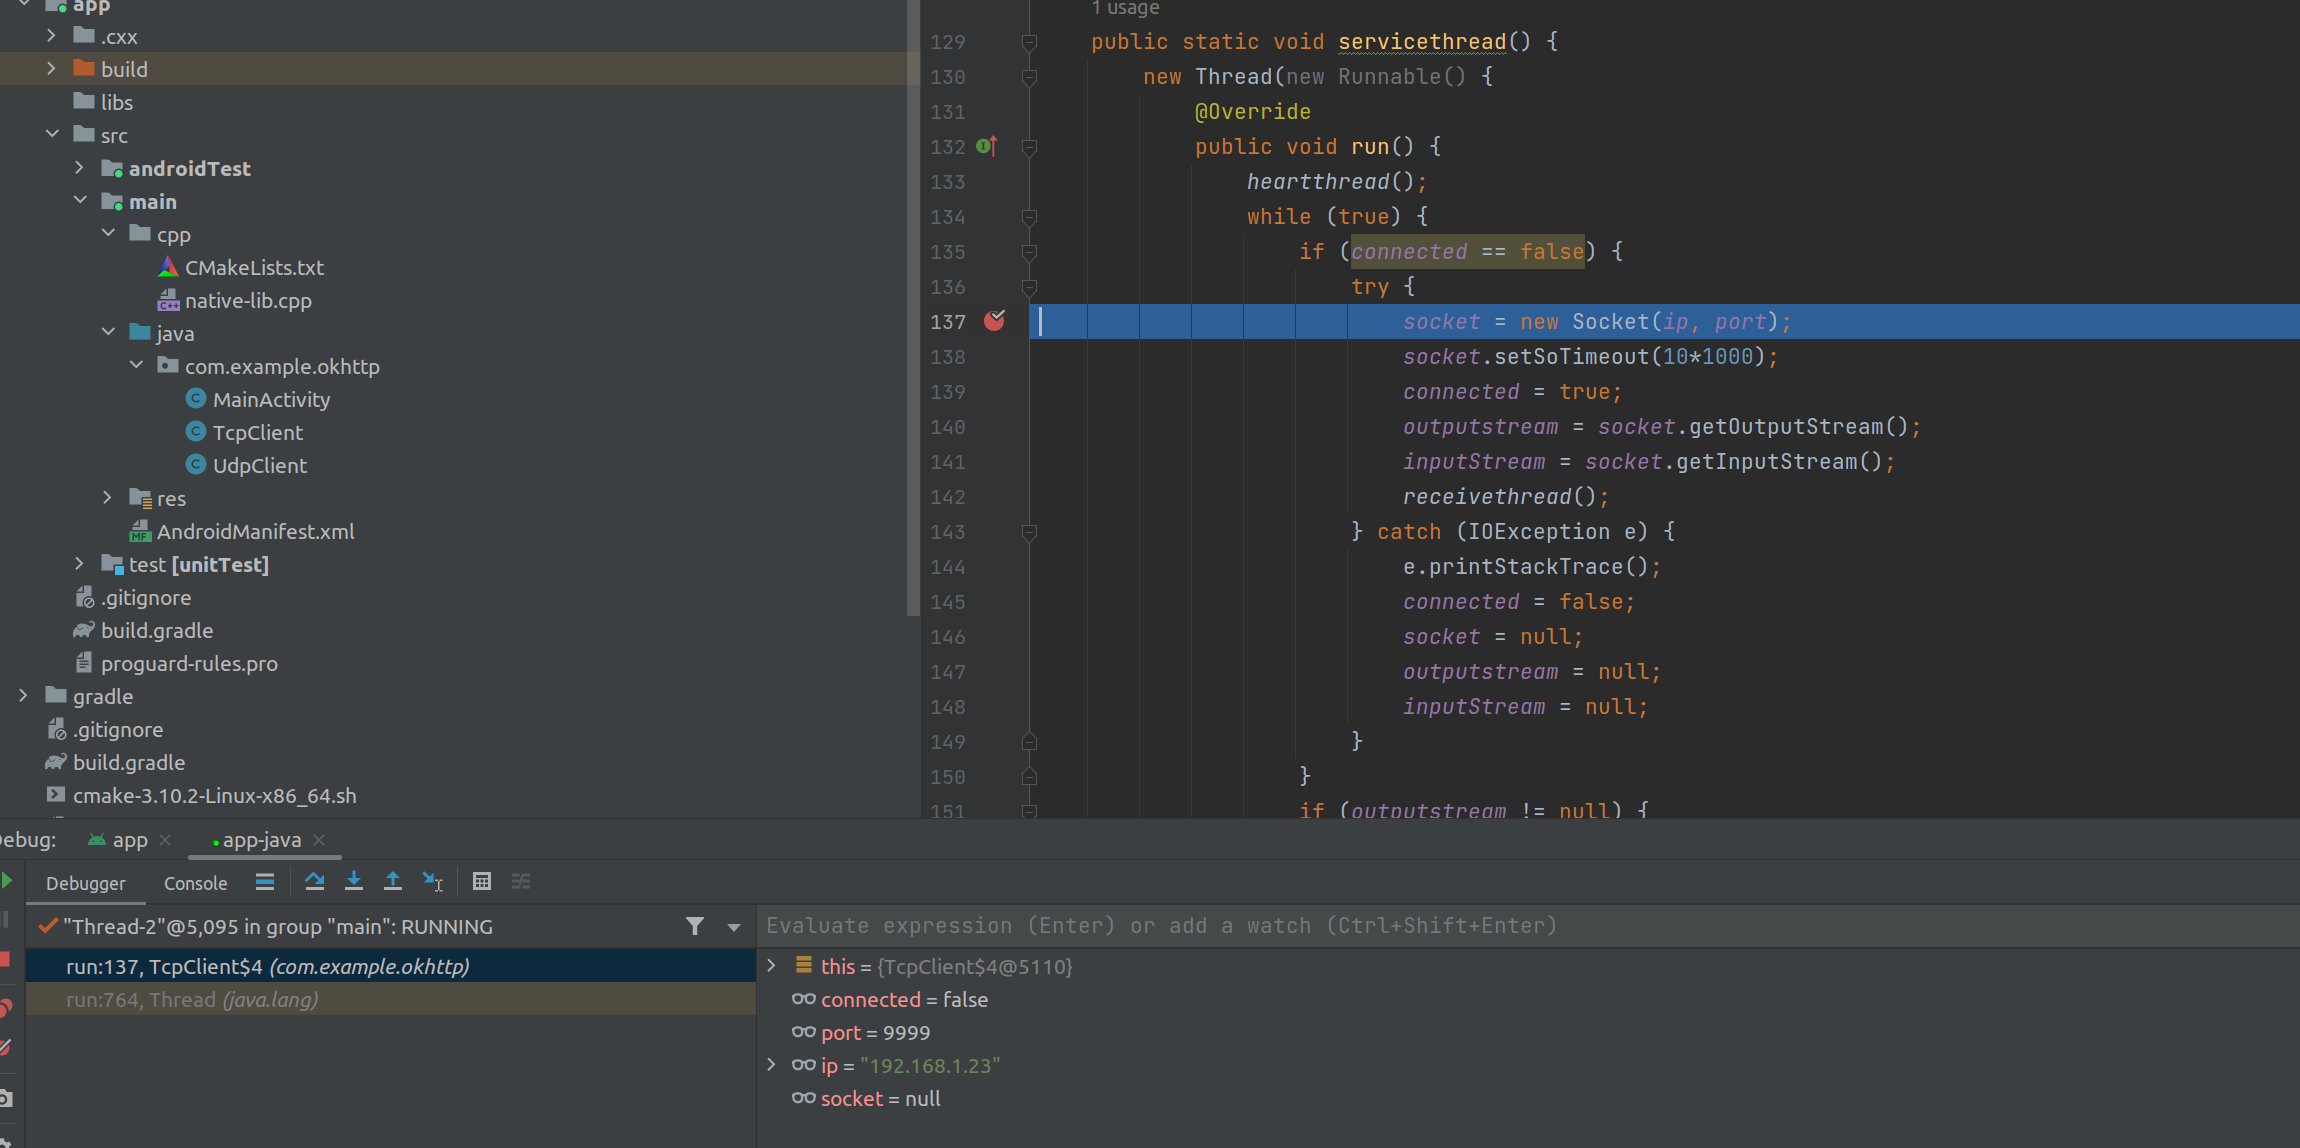 app
.cxx
build
libs
src
androidTest
main
cpp
CMakeLists.txt
native-lib.cpp
java
com.example.okhttp
MainActivity
TcpClient
UdpClient
res
AndroidManifest.xml
test [unitTest]
.gitignore
build.gradle
proguard-rules.pro
gradle
.gitignore
build.gradle
cmake-3.10.2-Linux-x86_64.sh
1 usage
129 public static void servicethread() {
130 new Thread(new Runnable() {
131 @Override
132 public void run() {
133 heartthread();
134 while (true) {
135 if (connected == false) {
136 try {
137 socket = new Socket(ip, port);
138 socket.setSoTimeout(10*1000);
139 connected = true;
140 outputstream = socket.getOutputStream();
141 inputStream = socket.getInputStream();
142 receivethread();
143 } catch (IOException e) {
144 e.printStackTrace();
145 connected = false;
146 socket = null;
147 outputstream = null;
148 inputStream = null;
149 }
150 }
151 if (outputstream != null) {
ebug: app app-java
Debugger Console
"Thread-2"@5,095 in group "main": RUNNING
run:137, TcpClient$4 (com.example.okhttp)
run:764, Thread (java.lang)
Evaluate expression (Enter) or add a watch (Ctrl+Shift+Enter)
this = {TcpClient$4@5110}
connected = false
port = 9999
ip = "192.168.1.23"
socket = null